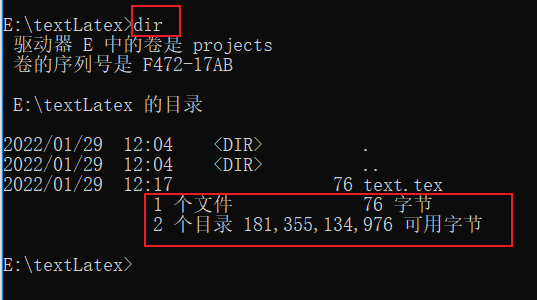 E:\textLatex>dir
驱动器 E 中的卷是 projects
卷的序列号是 F472-17AB
E:\textLatex 的目录
2022/01/29  12:04    <DIR>          .
2022/01/29  12:04    <DIR>          ..
2022/01/29  12:17                76 text.tex
1 个文件             76 字节
2 个目录 181,355,134,976 可用字节
E:\textLatex>